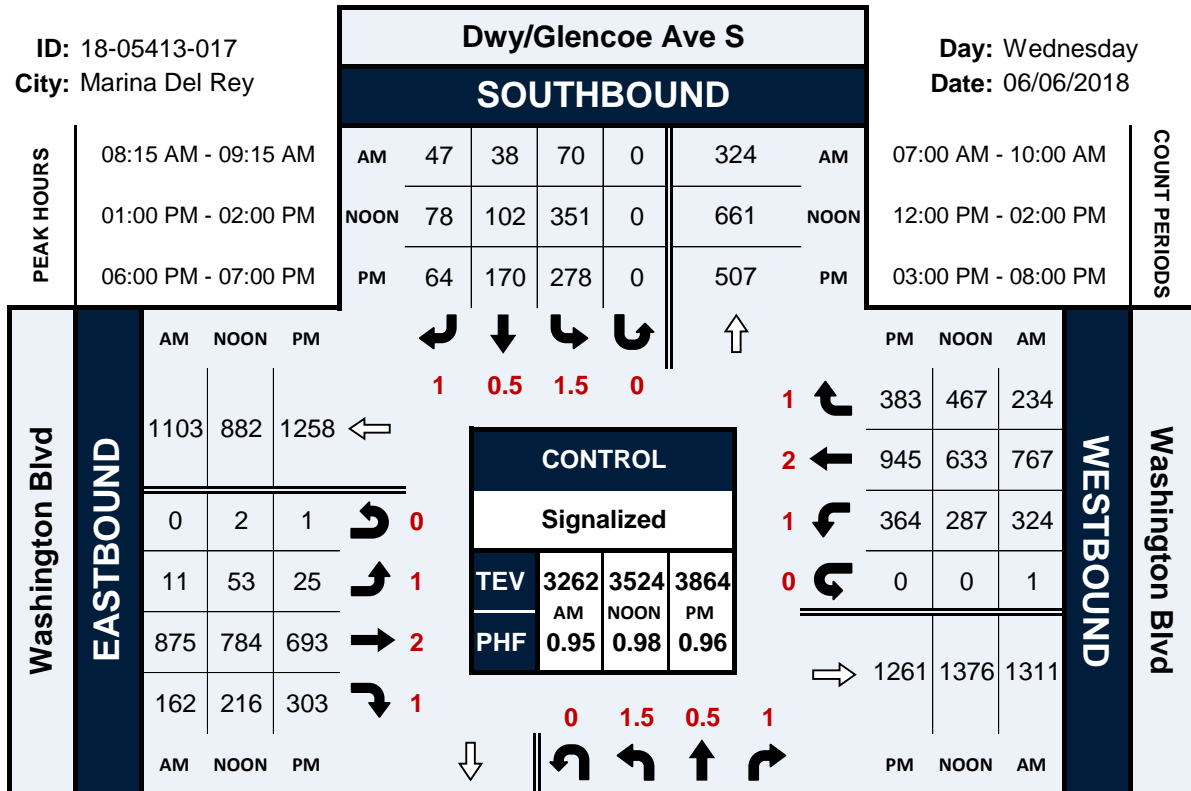 Dwy/Glencoe Ave S
ID: 18-05413-017
Day: Wednesday
City: Marina Del Rey
Date: 06/06/2018
SOUTHBOUND
PEAK HOURS
08:15 AM - 09:15 AM
01:00 PM - 02:00 PM
06:00 PM - 07:00 PM
AM 47 38 70 0 324 AM
NOON 78 102 351 0 661 NOON
PM 64 170 278 0 507 PM
07:00 AM - 10:00 AM
12:00 PM - 02:00 PM
03:00 PM - 08:00 PM
COUNT PERIODS
1 0.5 1.5 0
Washington Blvd
EASTBOUND
AM NOON PM
1103 882 1258
0 2 1 0
11 53 25 1
875 784 693 2
162 216 303 1
AM NOON PM
CONTROL
Signalized
TEV 3262 3524 3864
AM NOON PM
PHF 0.95 0.98 0.96
PM NOON AM
1 383 467 234
2 945 633 767
1 364 287 324
0 0 0 1
1261 1376 1311
PM NOON AM
WESTBOUND
Washington Blvd
0 1.5 0.5 1